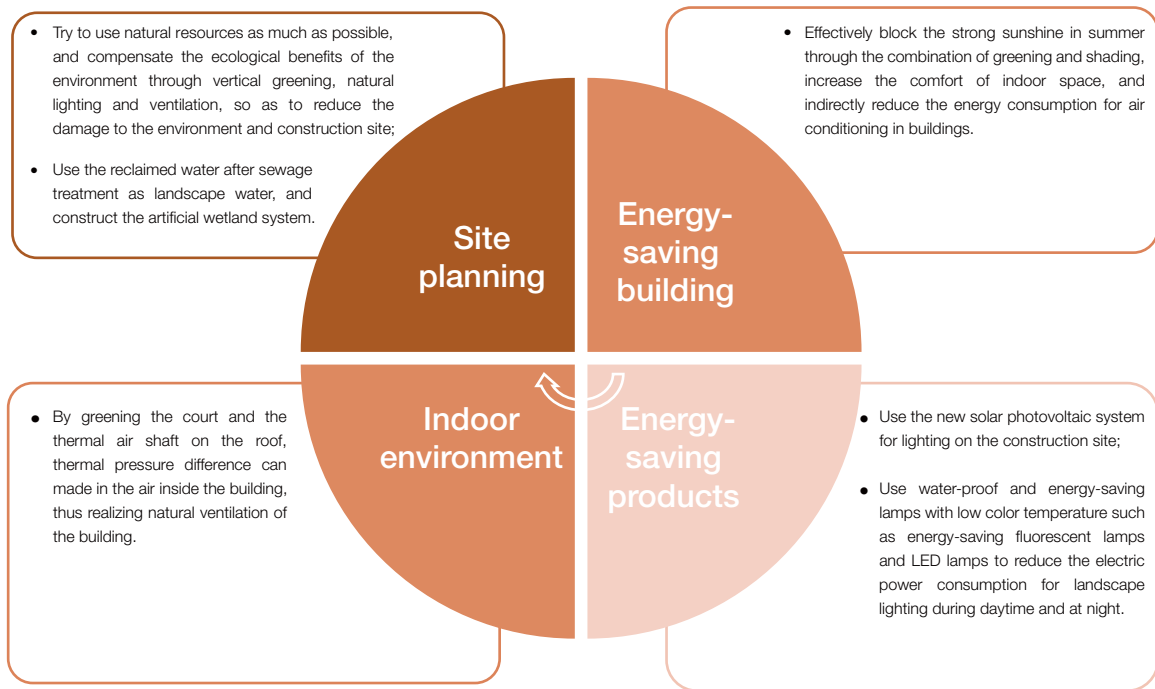 • Try to use natural resources as much as possible,
and compensate the ecological benefits of the
environment through vertical greening, natural
lighting and ventilation, so as to reduce the
damage to the environment and construction site;
• Use the reclaimed water after sewage
treatment as landscape water, and
construct the artificial wetland system.
• Effectively block the strong sunshine in summer
through the combination of greening and shading,
increase the comfort of indoor space, and
indirectly reduce the energy consumption for air
conditioning in buildings.
Site
planning
Energy-
saving
building
• By greening the court and the
thermal air shaft on the roof,
thermal pressure difference can
made in the air inside the building,
thus realizing natural ventilation of
the building.
Indoor
environment
Energy-
saving
products
• Use the new solar photovoltaic system
for lighting on the construction site;
• Use water-proof and energy-saving
lamps with low color temperature such
as energy-saving fluorescent lamps
and LED lamps to reduce the electric
power consumption for landscape
lighting during daytime and at night.